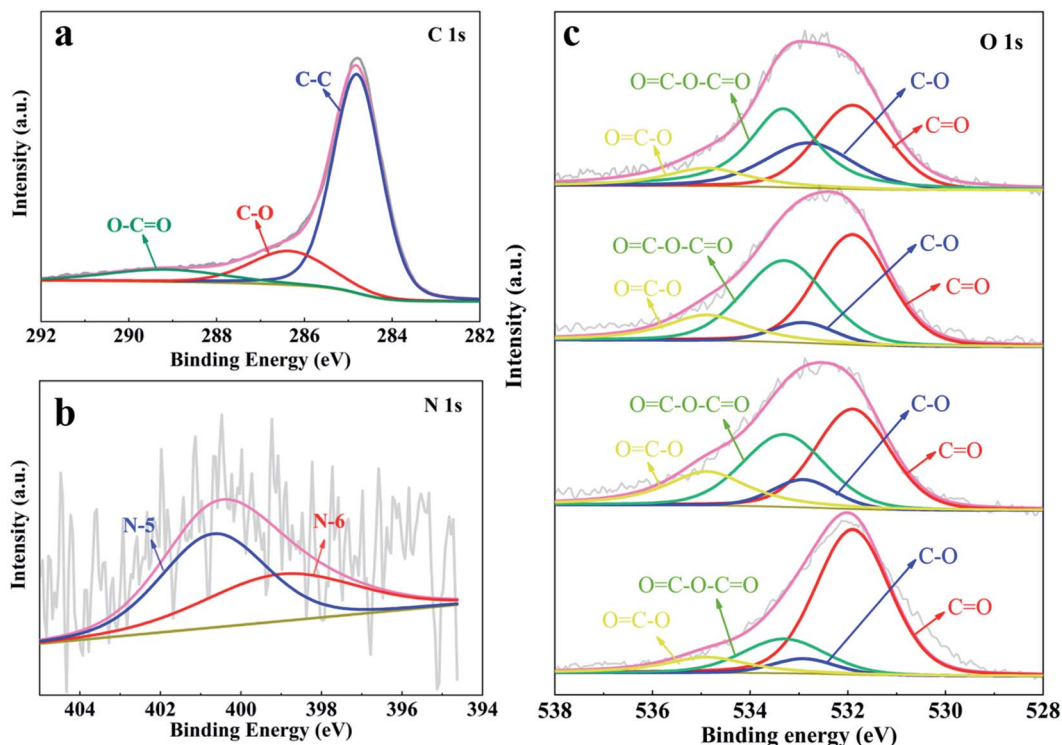 a
C 1s
C-C
C-O
O-C=O
Intensity (a.u.)
292 290 288 286 284 282
Binding Energy (eV)
b
N 1s
N-5
N-6
Intensity (a.u.)
404 402 400 398 396 394
Binding Energy (eV)
c
O 1s
O=C-O-C=O
C-O
O=C-O
C=O
O=C-O-C=O
C-O
O=C-O
C=O
O=C-O-C=O
C-O
O=C-O
C=O
O=C-O-C=O
C-O
O=C-O
C=O
Intensity (a.u.)
538 536 534 532 530 528
Binding energy (eV)